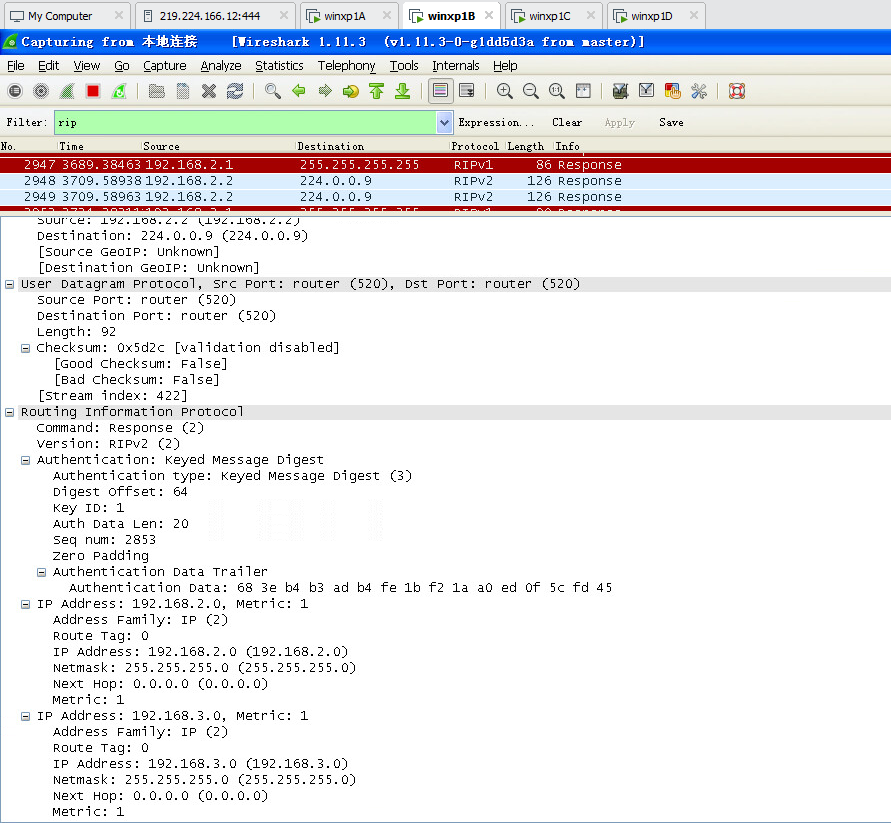 My Computer
219.224.166.12:444
winxp1A
winxp1B
winxp1C
winxp1D
Capturing from 本地连接 [Wireshark 1.11.3 (v1.11.3-0-g1dd5d3a from master)]
File Edit View Go Capture Analyze Statistics Telephony Tools Internals Help
Filter: rip Expression... Clear Apply Save
No. Time Source Destination Protocol Length Info
2947 3689.38463 192.168.2.1 255.255.255.255 RIPv1 86 Response
2948 3709.58938 192.168.2.2 224.0.0.9 RIPv2 126 Response
2949 3709.58963 192.168.2.2 224.0.0.9 RIPv2 126 Response
Source: 192.168.2.2 (192.168.2.2)
Destination: 224.0.0.9 (224.0.0.9)
[Source GeoIP: Unknown]
[Destination GeoIP: Unknown]
User Datagram Protocol, Src Port: router (520), Dst Port: router (520)
Source Port: router (520)
Destination Port: router (520)
Length: 92
Checksum: 0x5d2c [validation disabled]
[Good Checksum: False]
[Bad Checksum: False]
[Stream index: 422]
Routing Information Protocol
Command: Response (2)
Version: RIPv2 (2)
Authentication: Keyed Message Digest
Authentication type: Keyed Message Digest (3)
Digest Offset: 64
Key ID: 1
Auth Data Len: 20
Seq num: 2853
Zero Padding
Authentication Data Trailer
Authentication Data: 68 3e b4 b3 ad b4 fe 1b f2 1a a0 ed 0f 5c fd 45
IP Address: 192.168.2.0, Metric: 1
Address Family: IP (2)
Route Tag: 0
IP Address: 192.168.2.0 (192.168.2.0)
Netmask: 255.255.255.0 (255.255.255.0)
Next Hop: 0.0.0.0 (0.0.0.0)
Metric: 1
IP Address: 192.168.3.0, Metric: 1
Address Family: IP (2)
Route Tag: 0
IP Address: 192.168.3.0 (192.168.3.0)
Netmask: 255.255.255.0 (255.255.255.0)
Next Hop: 0.0.0.0 (0.0.0.0)
Metric: 1